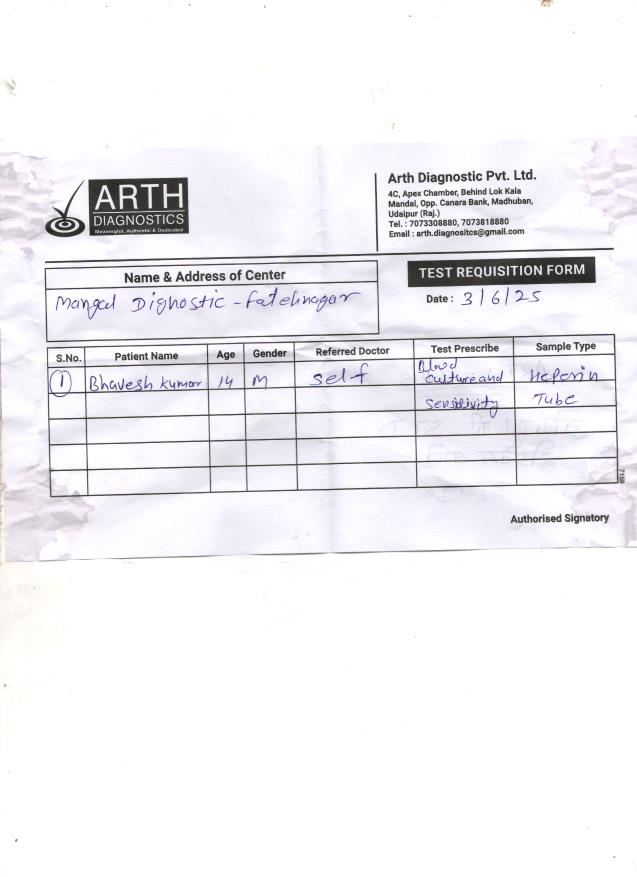 ARTH
DIAGNOSTICS
Meaningful, Authentic & Dedicated
Arth Diagnostic Pvt. Ltd.
4C, Apex Chamber, Behind Lok Kala
Mandal, Opp. Canara Bank, Madhuban,
Udaipur (Raj.)
Tel. : 7073308880, 7073818880
Email : arth.diagnositcs@gmail.com
Name & Address of Center
Mangal Dignostic - Fatehnagar
TEST REQUISITION FORM
Date : 3/6/25
S.No. Patient Name Age Gender Referred Doctor Test Prescribe Sample Type
1 Bhavesh Kumar 14 M Self Blood Culture and Heperin
Sensitivity Tube
7158
Authorised Signatory